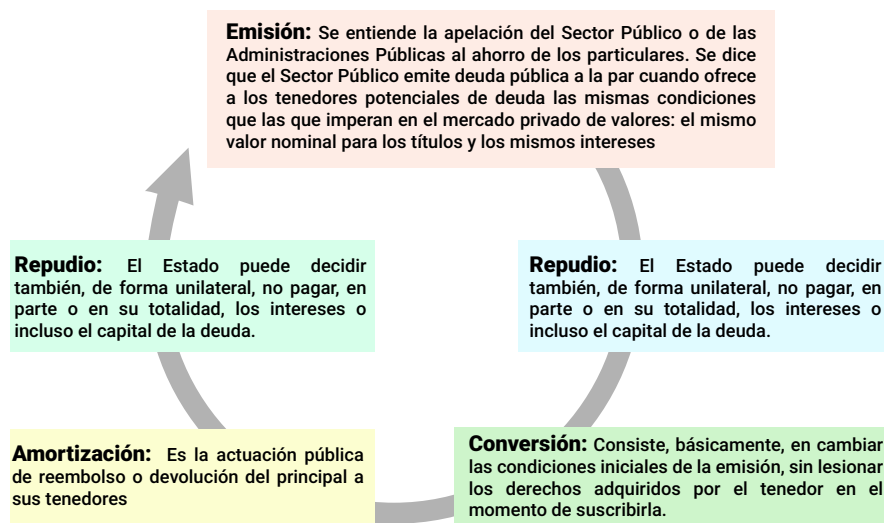 Emisión: Se entiende la apelación del Sector Público o de las
Administraciones Públicas al ahorro de los particulares. Se dice
que el Sector Público emite deuda pública a la par cuando ofrece
a los tenedores potenciales de deuda las mismas condiciones
que las que imperan en el mercado privado de valores: el mismo
valor nominal para los títulos y los mismos intereses
Repudio: El Estado puede decidir
también, de forma unilateral, no pagar, en
parte o en su totalidad, los intereses o
incluso el capital de la deuda.
Repudio: El Estado puede decidir
también, de forma unilateral, no pagar, en
parte o en su totalidad, los intereses o
incluso el capital de la deuda.
Amortización: Es la actuación pública
de reembolso o devolución del principal a
sus tenedores
Conversión: Consiste, básicamente, en cambiar
las condiciones iniciales de la emisión, sin lesionar
los derechos adquiridos por el tenedor en el
momento de suscribirla.